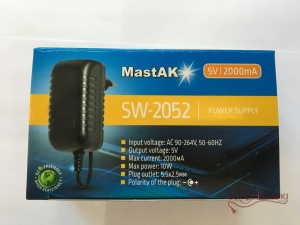 MastAK
5V | 2000mA
SW-2052
POWER SUPPLY
Input voltage: AC 90-264V, 50-60HZ
Output voltage: 5V
Max current: 2000mA
Max power: 10W
Plug outlet: 5.5x2.5мм
Polarity of the plug: